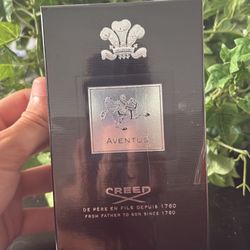 AVENTUS
CREED
DE PÈRE EN FILS DEPUIS 1760
FROM FATHER TO SON SINCE 1760